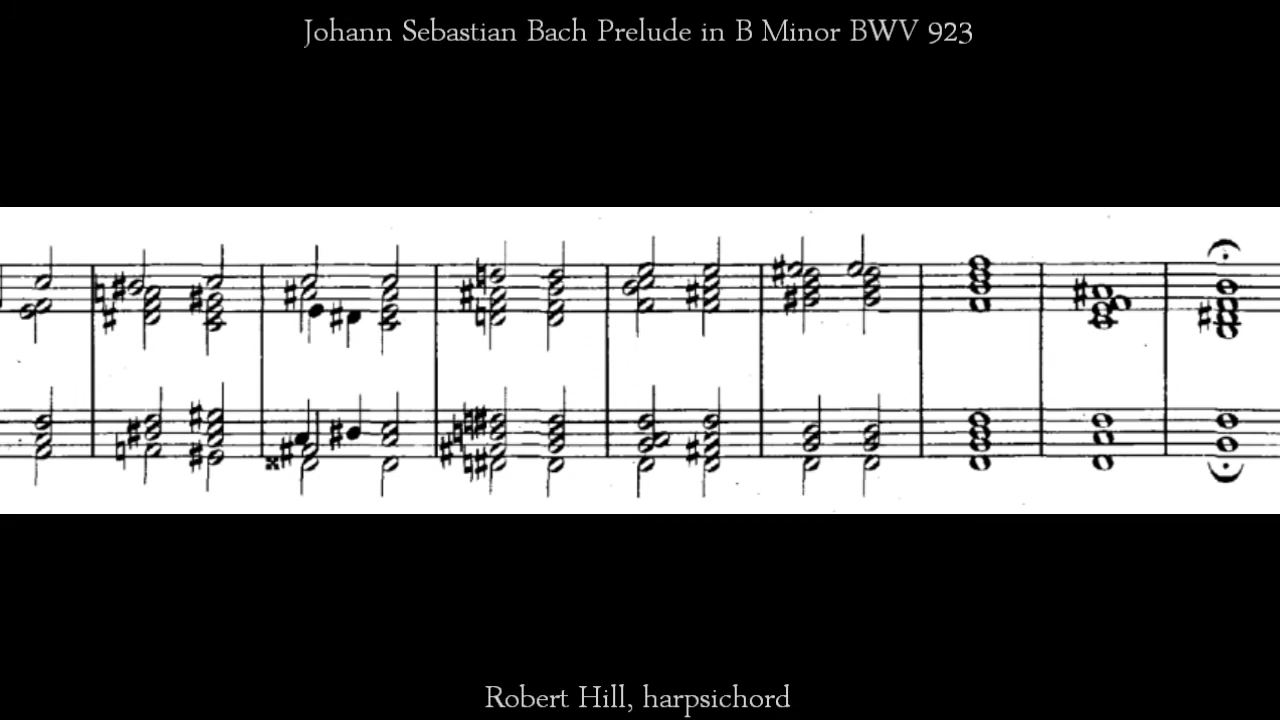 Johann Sebastian Bach Prelude in B Minor BWV 923
Robert Hill, harpsichord